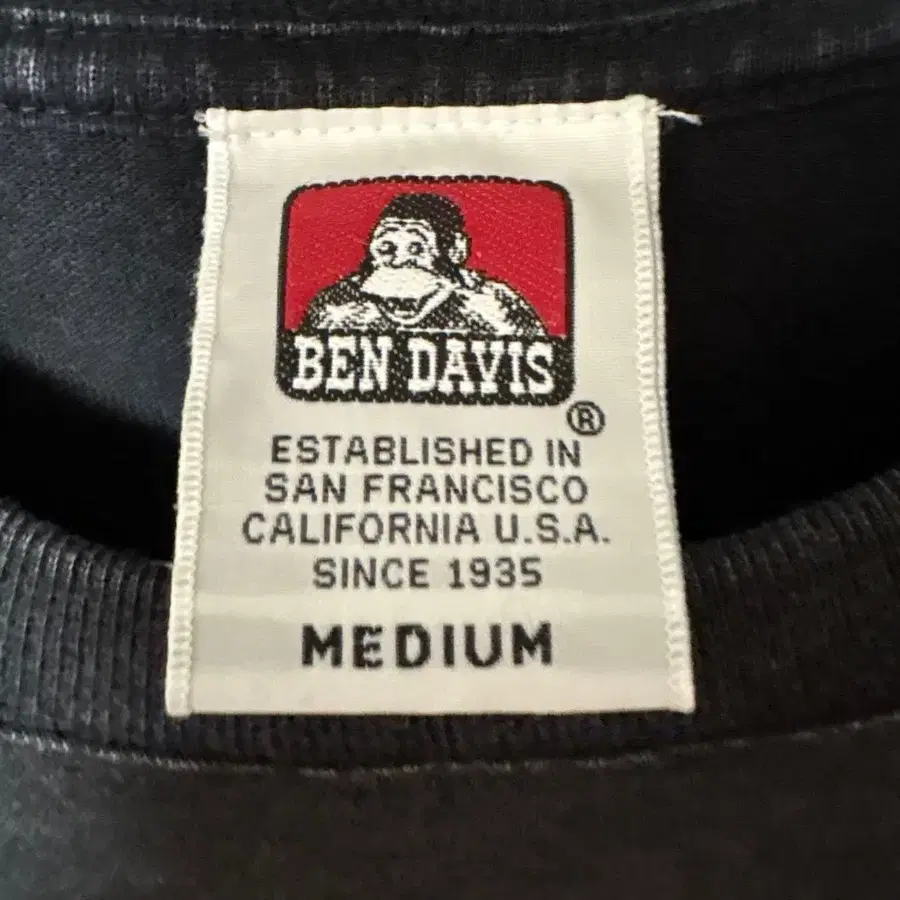 BEN DAVIS
®
ESTABLISHED IN
SAN FRANCISCO
CALIFORNIA U.S.A.
SINCE 1935
MEDIUM